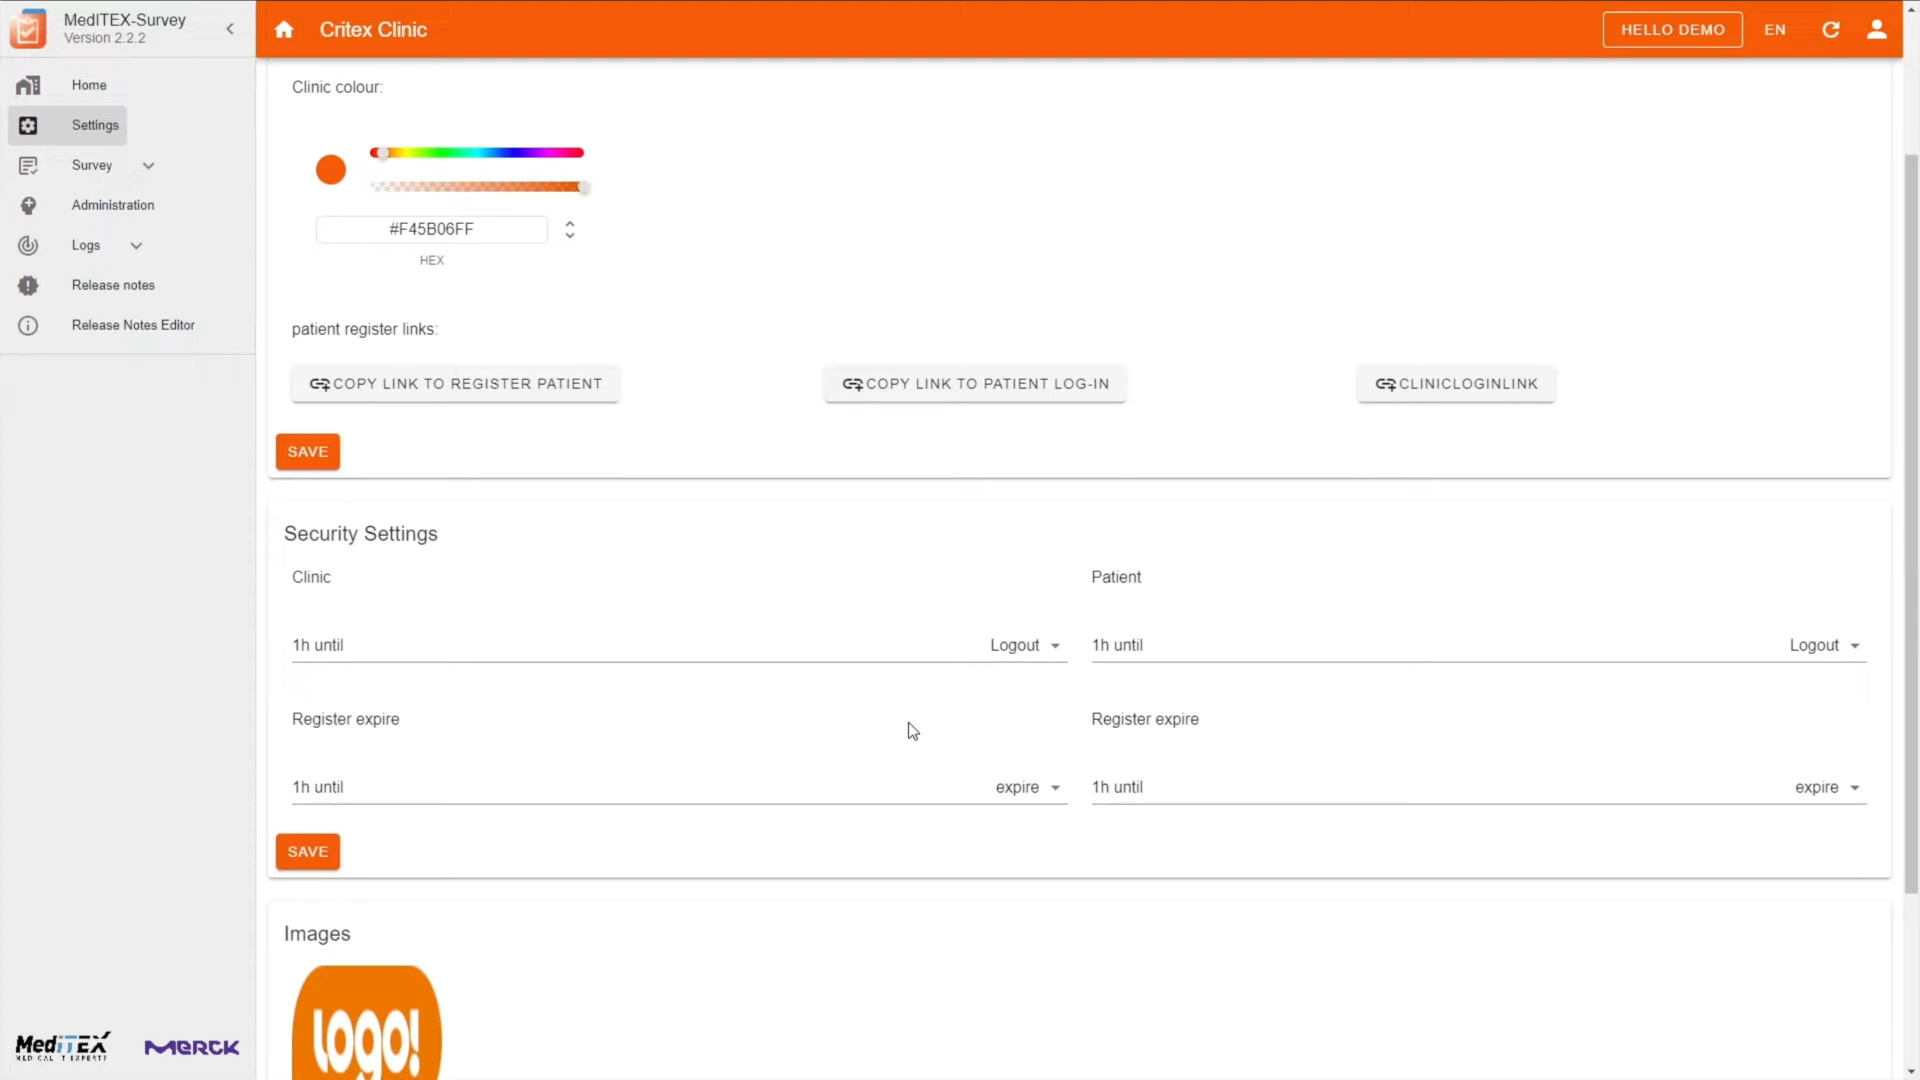 MedITEX-Survey
Version 2.2.2
Critex Clinic
HELLO DEMO
EN
Home
Settings
Survey
Administration
Logs
Release notes
Release Notes Editor
Clinic colour:
#F45B06FF
HEX
patient register links:
COPY LINK TO REGISTER PATIENT
COPY LINK TO PATIENT LOG-IN
CLINICLOGINLINK
SAVE
Security Settings
Clinic
Patient
1h until
Logout
1h until
Logout
Register expire
Register expire
1h until
expire
1h until
expire
SAVE
Images
logo!
MedITEX
MEDICAL IT EXPERTS
MERCK